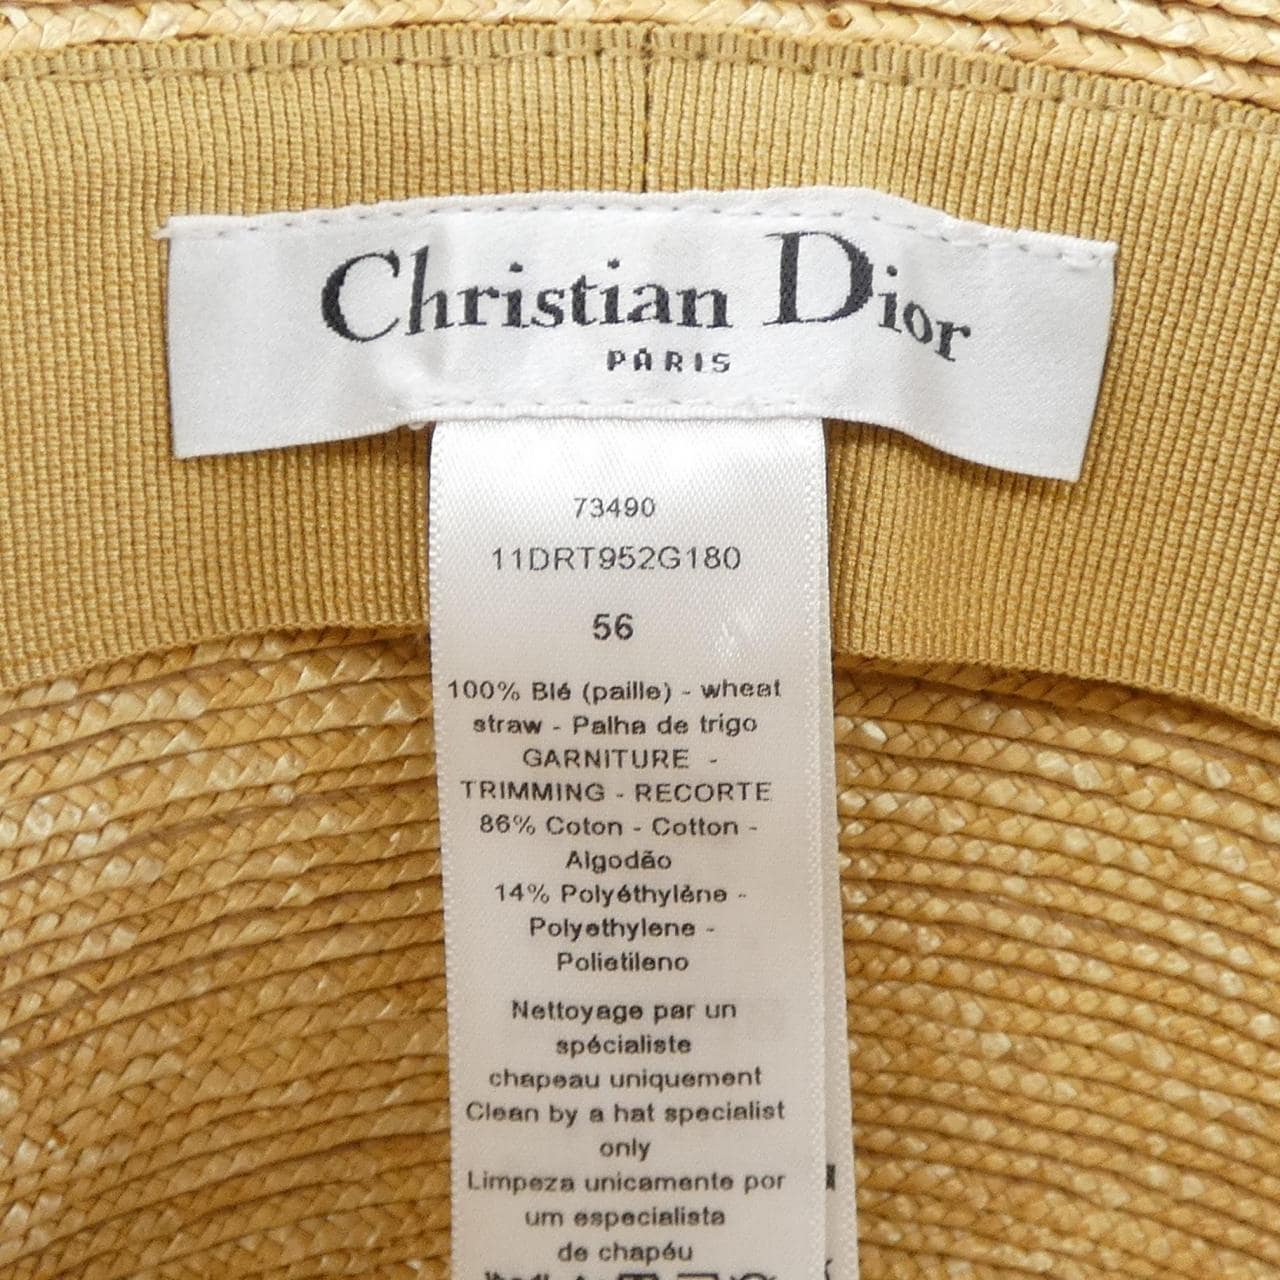 Christian Dior
PARIS
73490
11DRT952G180
56
100% Blé (paille) - wheat
straw - Palha de trigo
GARNITURE -
TRIMMING - RECORTE
86% Coton - Cotton -
Algodão
14% Polyéthylène -
Polyethylene -
Polietileno
Nettoyage par un
spécialiste
chapeau uniquement
Clean by a hat specialist
only
Limpeza unicamente por
um especialista
de chapéu